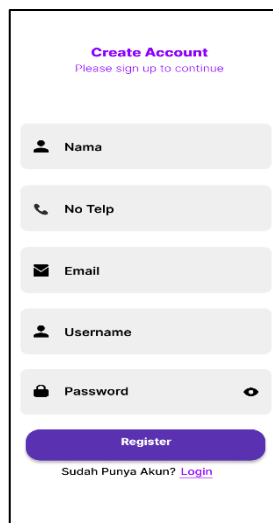 Create Account
Please sign up to continue
Nama
No Telp
Email
Username
Password
Register
Sudah Punya Akun? Login